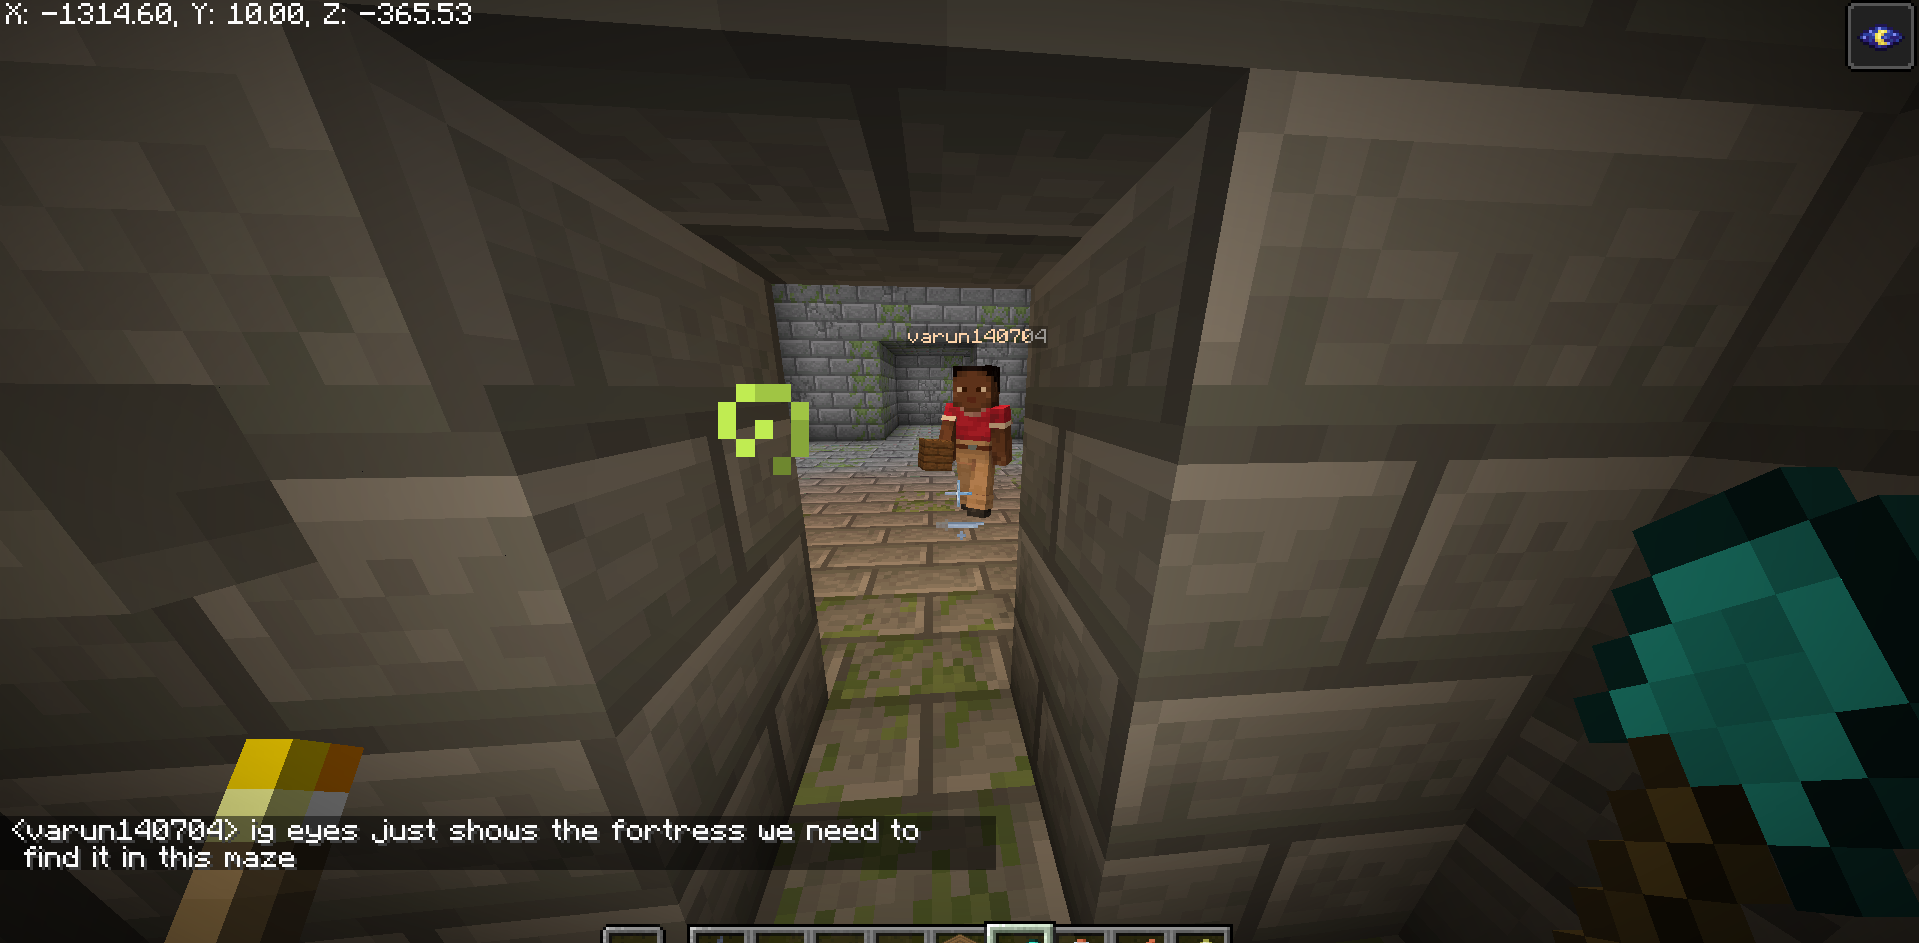 X: -1314.60, Y: 10.00, Z: -365.53
varun140704
<varun140704> ig eyes just shows the fortress we need to
find it in this maze